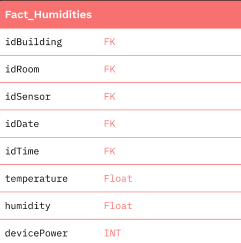 Fact_Humidities
idBuilding FK
idRoom FK
idSensor FK
idDate FK
idTime FK
temperature Float
humidity Float
devicePower INT